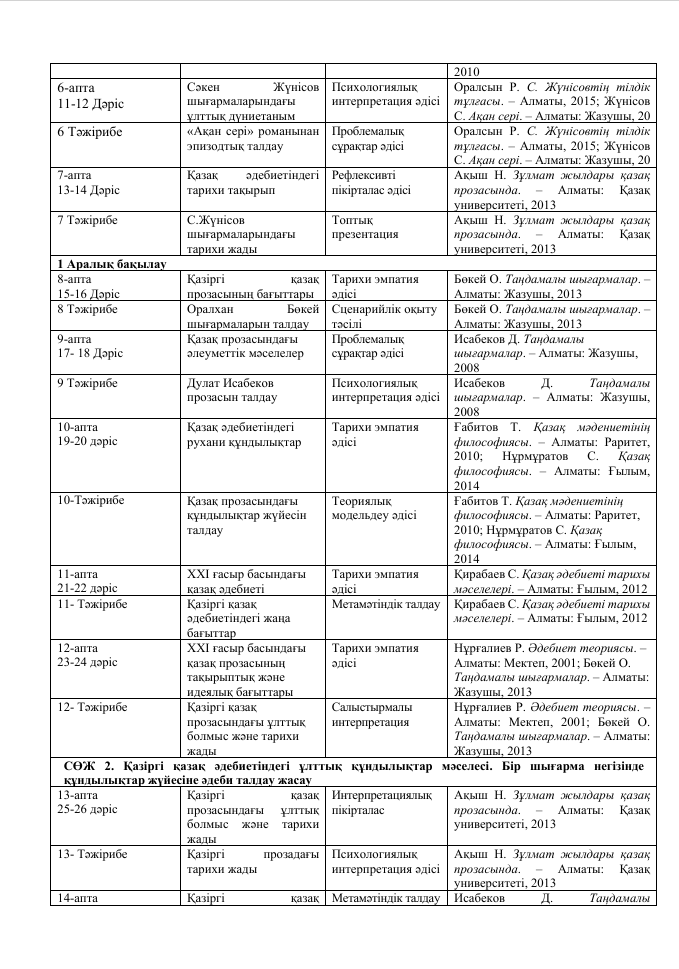 2010
6-апта
11-12 Дәріс
Сәкен Жүнісов
шығармаларындағы
ұлттық дүниетаным
Психологиялық
интерпретация әдісі
Оралсын Р. С. Жүнісовтің тілдік
тұлғасы. – Алматы, 2015; Жүнісов
С. Ақан сері. – Алматы: Жазушы, 20
6 Тәжірибе
«Ақан сері» романынан
эпизодтық талдау
Проблемалық
сұрақтар әдісі
Оралсын Р. С. Жүнісовтің тілдік
тұлғасы. – Алматы, 2015; Жүнісов
С. Ақан сері. – Алматы: Жазушы, 20
7-апта
13-14 Дәріс
Қазақ әдебиетіндегі
тарихи тақырып
Рефлексивті
пікірталас әдісі
Ақыш Н. Зұлмат жылдары қазақ
прозасында. – Алматы: Қазақ
университеті, 2013
7 Тәжірибе
С.Жүнісов
шығармаларындағы
тарихи жады
Топтық
презентация
Ақыш Н. Зұлмат жылдары қазақ
прозасында. – Алматы: Қазақ
университеті, 2013
1 Аралық бақылау
8-апта
15-16 Дәріс
Қазіргі қазақ
прозасының бағыттары
Тарихи эмпатия
әдісі
Бөкей О. Таңдамалы шығармалар. –
Алматы: Жазушы, 2013
8 Тәжірибе
Оралхан Бөкей
шығармаларын талдау
Сценарийлік оқыту
тәсілі
Бөкей О. Таңдамалы шығармалар. –
Алматы: Жазушы, 2013
9-апта
17- 18 Дәріс
Қазақ прозасындағы
әлеуметтік мәселелер
Проблемалық
сұрақтар әдісі
Исабеков Д. Таңдамалы
шығармалар. – Алматы: Жазушы,
2008
9 Тәжірибе
Дулат Исабеков
прозасын талдау
Психологиялық
интерпретация әдісі
Исабеков Д. Таңдамалы
шығармалар. – Алматы: Жазушы,
2008
10-апта
19-20 дәріс
Қазақ әдебиетіндегі
рухани құндылықтар
Тарихи эмпатия
әдісі
Ғабитов Т. Қазақ мәдениетінің
философиясы. – Алматы: Раритет,
2010; Нұрмұратов С. Қазақ
философиясы. – Алматы: Ғылым,
2014
10-Тәжірибе
Қазақ прозасындағы
құндылықтар жүйесін
талдау
Теориялық
модельдеу әдісі
Ғабитов Т. Қазақ мәдениетінің
философиясы. – Алматы: Раритет,
2010; Нұрмұратов С. Қазақ
философиясы. – Алматы: Ғылым,
2014
11-апта
21-22 дәріс
ХХІ ғасыр басындағы
қазақ әдебиеті
Тарихи эмпатия
әдісі
Қирабаев С. Қазақ әдебиеті тарихы
мәселелері. – Алматы: Ғылым, 2012
11- Тәжірибе
Қазіргі қазақ
әдебиетіндегі жаңа
бағыттар
Метамәтіндік талдау
Қирабаев С. Қазақ әдебиеті тарихы
мәселелері. – Алматы: Ғылым, 2012
12-апта
23-24 дәріс
ХХІ ғасыр басындағы
қазақ прозасының
тақырыптық және
идеялық бағыттары
Тарихи эмпатия
әдісі
Нұрғалиев Р. Әдебиет теориясы. –
Алматы: Мектеп, 2001; Бөкей О.
Таңдамалы шығармалар. – Алматы:
Жазушы, 2013
12- Тәжірибе
Қазіргі қазақ
прозасындағы ұлттық
болмыс және тарихи
жады
Салыстырмалы
интерпретация
Нұрғалиев Р. Әдебиет теориясы. –
Алматы: Мектеп, 2001; Бөкей О.
Таңдамалы шығармалар. – Алматы:
Жазушы, 2013
СӨЖ 2. Қазіргі қазақ әдебиетіндегі ұлттық құндылықтар мәселесі. Бір шығарма негізінде
құндылықтар жүйесіне әдеби талдау жасау
13-апта
25-26 дәріс
Қазіргі қазақ
прозасындағы ұлттық
болмыс және тарихи
жады
Интерпретациялық
пікірталас
Ақыш Н. Зұлмат жылдары қазақ
прозасында. – Алматы: Қазақ
университеті, 2013
13- Тәжірибе
Қазіргі прозадағы
тарихи жады
Психологиялық
интерпретация әдісі
Ақыш Н. Зұлмат жылдары қазақ
прозасында. – Алматы: Қазақ
университеті, 2013
14-апта
Қазіргі қазақ
Метамәтіндік талдау
Исабеков Д. Таңдамалы